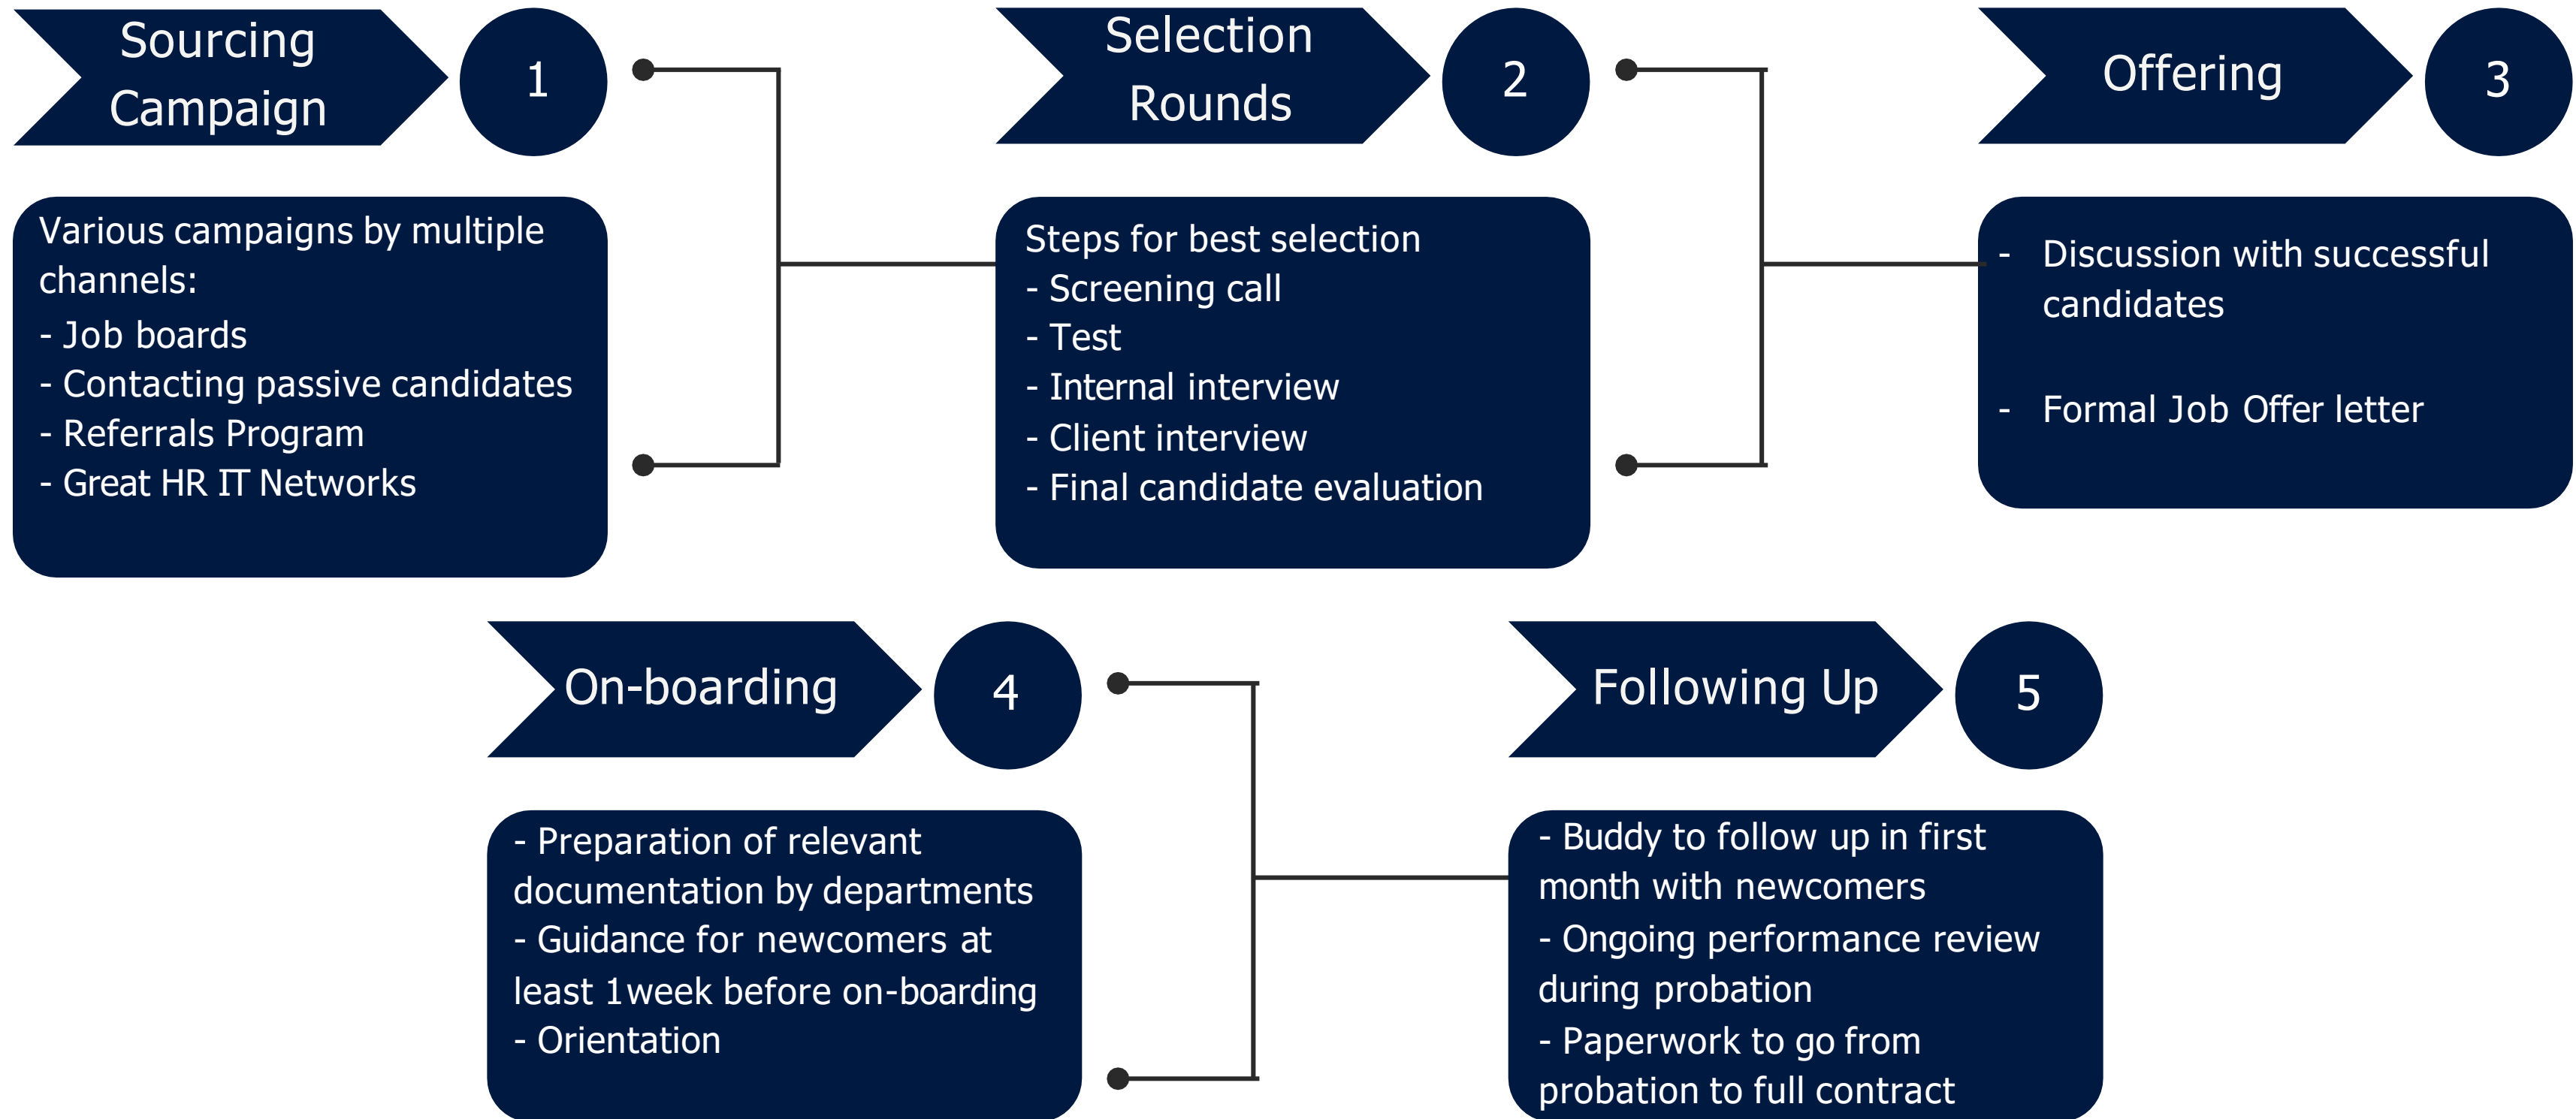 Sourcing
Campaign
1
Various campaigns by multiple
channels:
- Job boards
- Contacting passive candidates
- Referrals Program
- Great HR IT Networks
Selection
Rounds
2
Steps for best selection
- Screening call
- Test
- Internal interview
- Client interview
- Final candidate evaluation
Offering
3
- Discussion with successful
candidates
- Formal Job Offer letter
On-boarding
4
- Preparation of relevant
documentation by departments
- Guidance for newcomers at
least 1week before on-boarding
- Orientation
Following Up
5
- Buddy to follow up in first
month with newcomers
- Ongoing performance review
during probation
- Paperwork to go from
probation to full contract